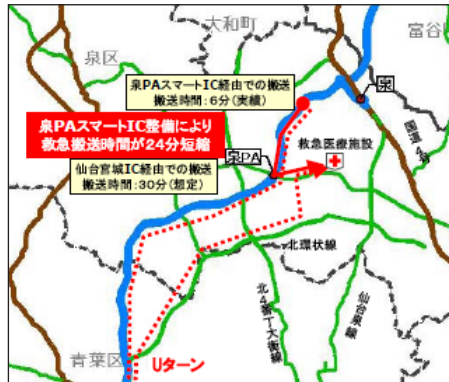 大和町
富谷
泉区
泉PAスマートIC経由での搬送
搬送時間:6分(実績)
泉
泉PAスマートIC整備により
救急搬送時間が24分短縮
国道4号
救急医療施設
泉PA
仙台宮城IC経由での搬送
搬送時間:30分(想定)
北環状線
北4番丁大衡線
仙台泉線
青葉区
Uターン